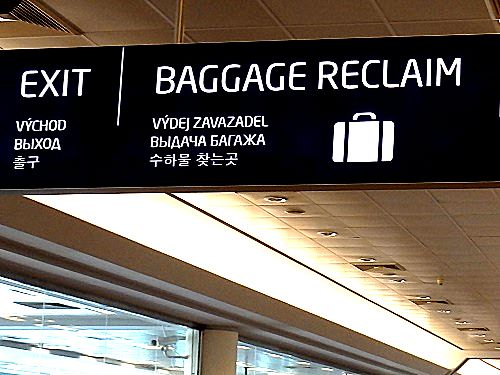 EXIT
VÝCHOD
ВЫХОД
출구
BAGGAGE RECLAIM
VÝDEJ ZAVAZADEL
ВЫДАЧА БАГАЖА
수하물 찾는곳